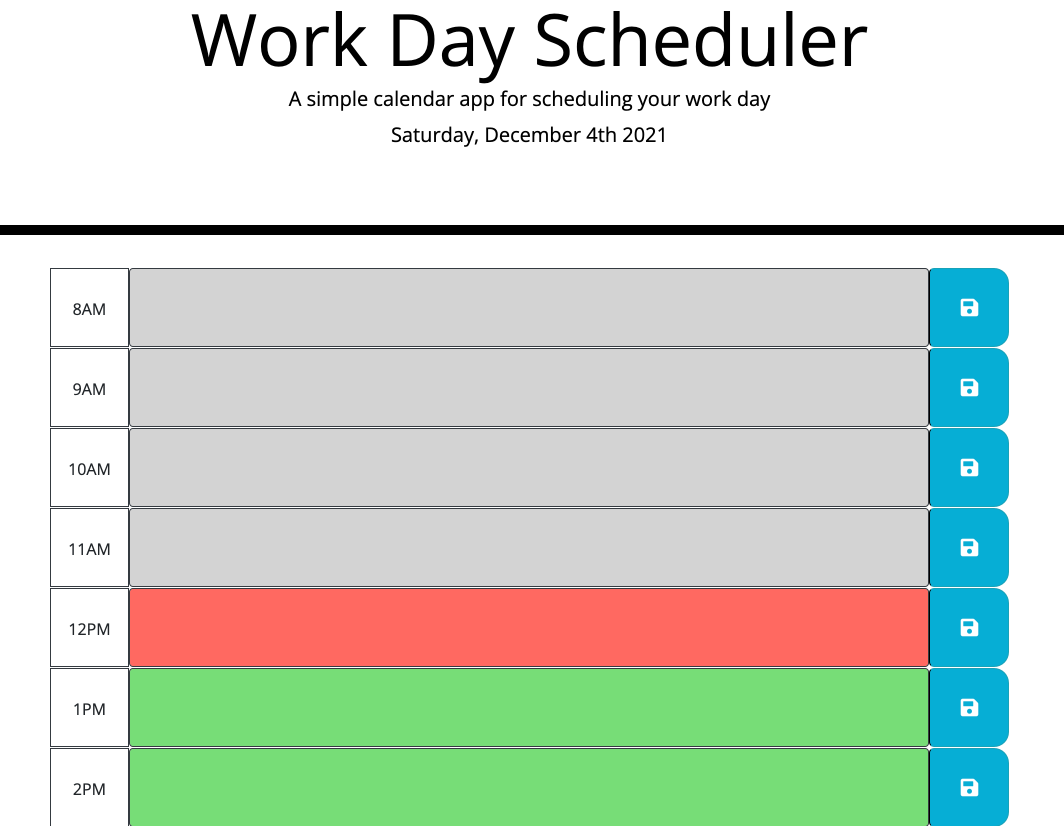 Work Day Scheduler
A simple calendar app for scheduling your work day
Saturday, December 4th 2021
8AM
9AM
10AM
11AM
12PM
1PM
2PM